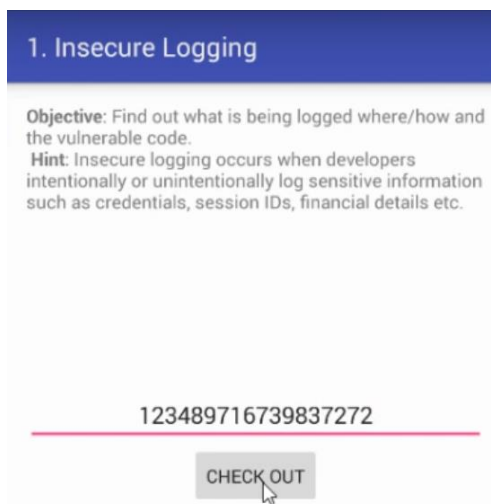 1. Insecure Logging
Objective: Find out what is being logged where/how and
the vulnerable code.
Hint: Insecure logging occurs when developers
intentionally or unintentionally log sensitive information
such as credentials, session IDs, financial details etc.
123489716739837272
CHECK OUT